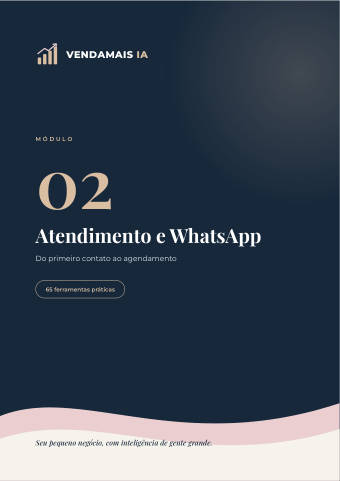 VENDAMAIS IA
MÓDULO
02
Atendimento e WhatsApp
Do primeiro contato ao agendamento
65 ferramentas práticas
Seu pequeno negócio, com inteligência de gente grande.